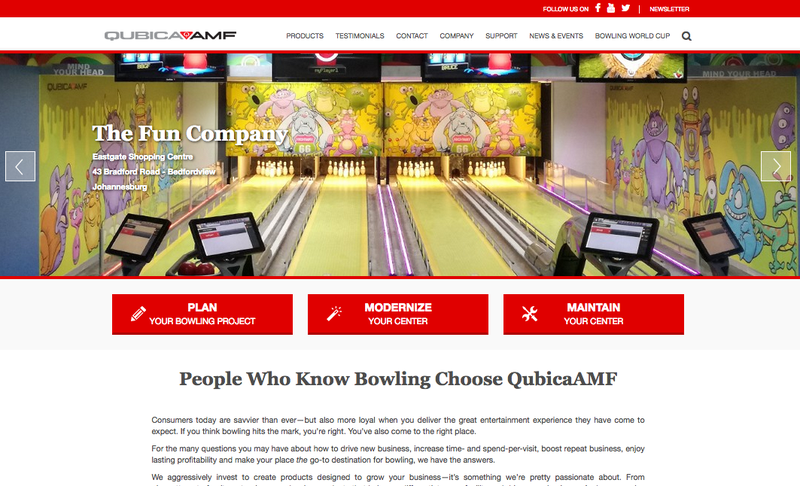 FOLLOW US ON | NEWSLETTER
QUBICA AMF
PRODUCTS TESTIMONIALS CONTACT COMPANY SUPPORT NEWS & EVENTS BOWLING WORLD CUP
MIND YOUR HEAD
QUBICA AMF
MIND YOUR HEAD
The Fun Company
Eastgate Shopping Centre
43 Bradford Road - Bedfordview
Johannesburg
PLAN
YOUR BOWLING PROJECT
MODERNIZE
YOUR CENTER
MAINTAIN
YOUR CENTER
People Who Know Bowling Choose QubicaAMF
Consumers today are savvier than ever—but also more loyal when you deliver the great entertainment experience they have come to
expect. If you think bowling hits the mark, you're right. You've also come to the right place.
For the many questions you may have about how to drive new business, increase time- and spend-per-visit, boost repeat business, enjoy
lasting profitability and make your place the go-to destination for bowling, we have the answers.
We aggressively invest to create products designed to grow your business—it's something we're pretty passionate about. From